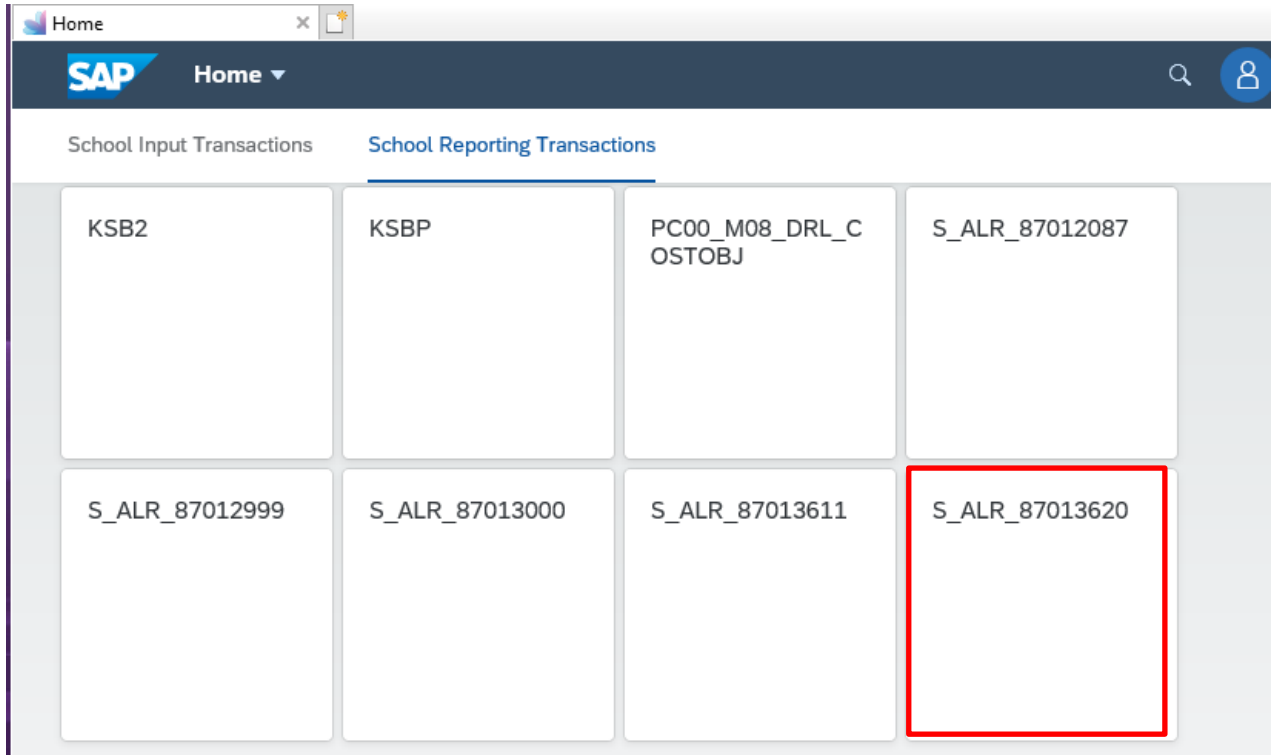 Home
SAP Home
School Input Transactions School Reporting Transactions
KSB2 KSBP PC00_M08_DRL_C S_ALR_87012087
OSTOBJ
S_ALR_87012999 S_ALR_87013000 S_ALR_87013611 S_ALR_87013620